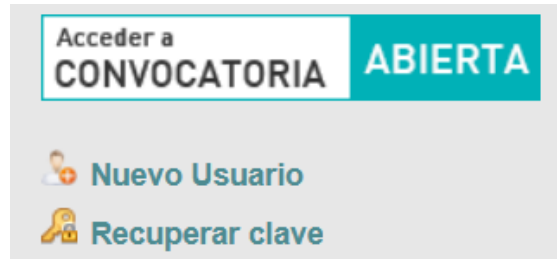 Acceder a
CONVOCATORIA ABIERTA
Nuevo Usuario
Recuperar clave